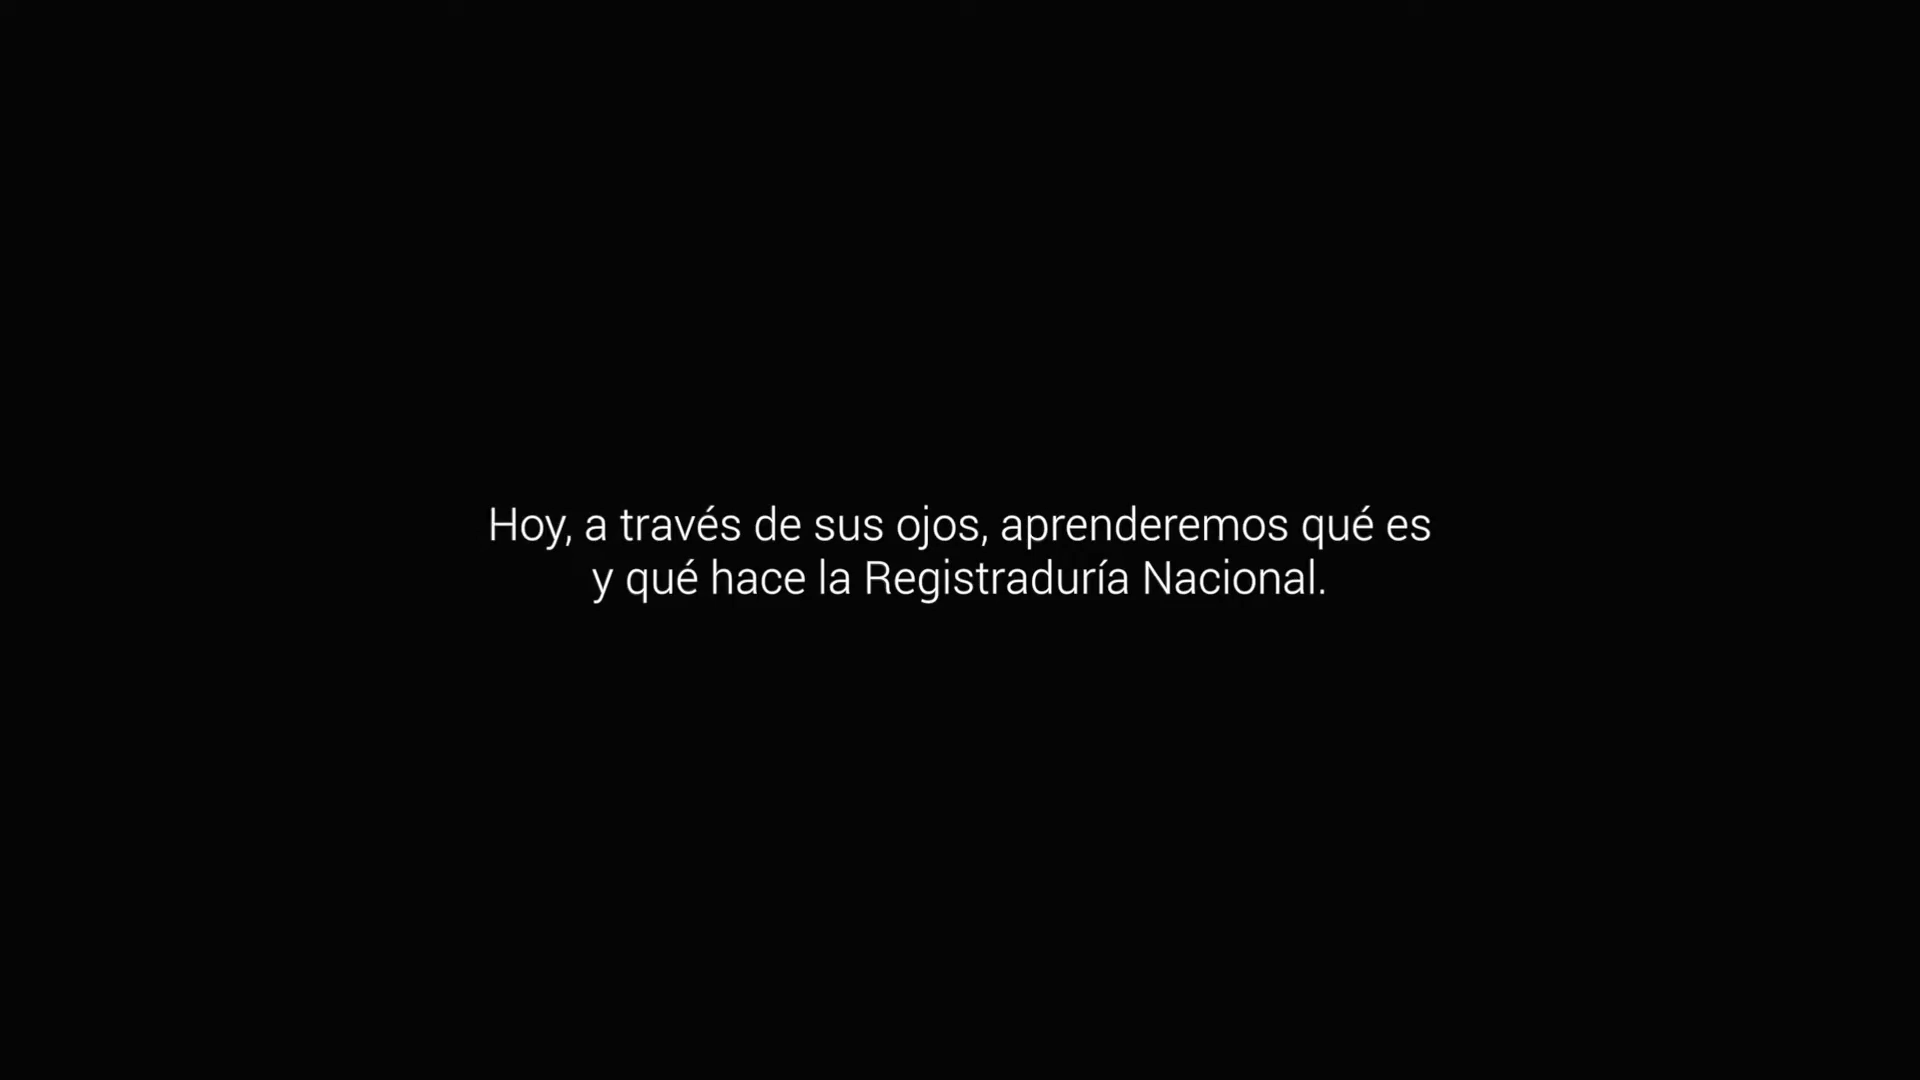 Hoy, a través de sus ojos, aprenderemos qué es
y qué hace la Registraduría Nacional.